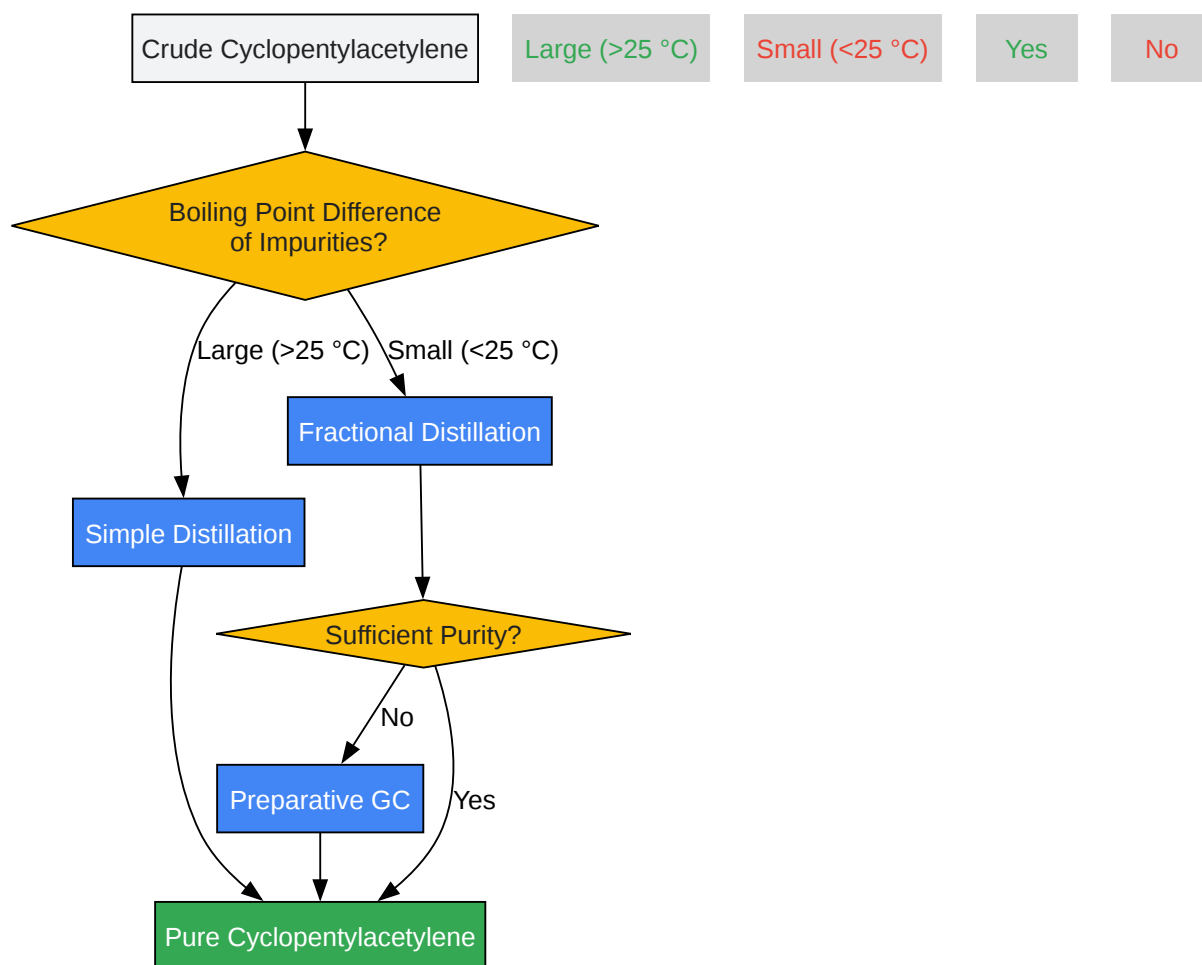 Crude Cyclopentylacetylene
Large (>25 °C)
Small (<25 °C)
Yes
No
Boiling Point Difference
of Impurities?
Large (>25 °C)
Small (<25 °C)
Fractional Distillation
Simple Distillation
Sufficient Purity?
No
Preparative GC
Yes
Pure Cyclopentylacetylene